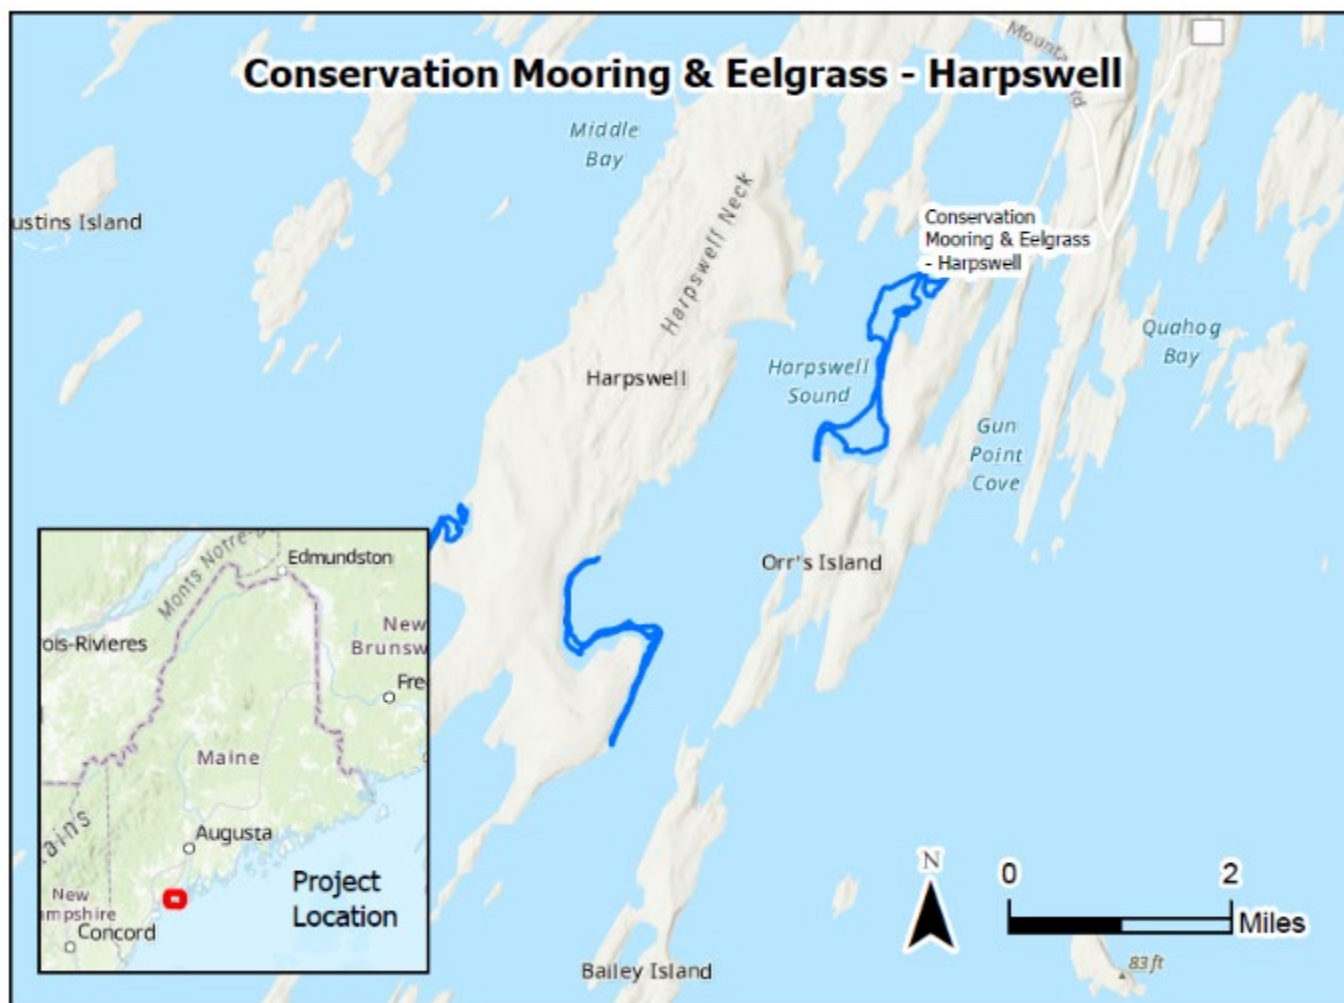 Conservation Mooring & Eelgrass - Harpswell
Middle
Bay
ustins Island
Harpswell Neck
Conservation
Mooring & Eelgrass
- Harpswell
Quahog
Bay
Harpswell
Sound
Harpswell
Gun
Point
Cove
Orr's Island
Edmundston
Monts Notre-D
New
Brunsw
ois-Rivieres
Fre
Maine
Augusta
ains
Project
Location
New
ampshire
Concord
N
0 2
Miles
Bailey Island
83 ft